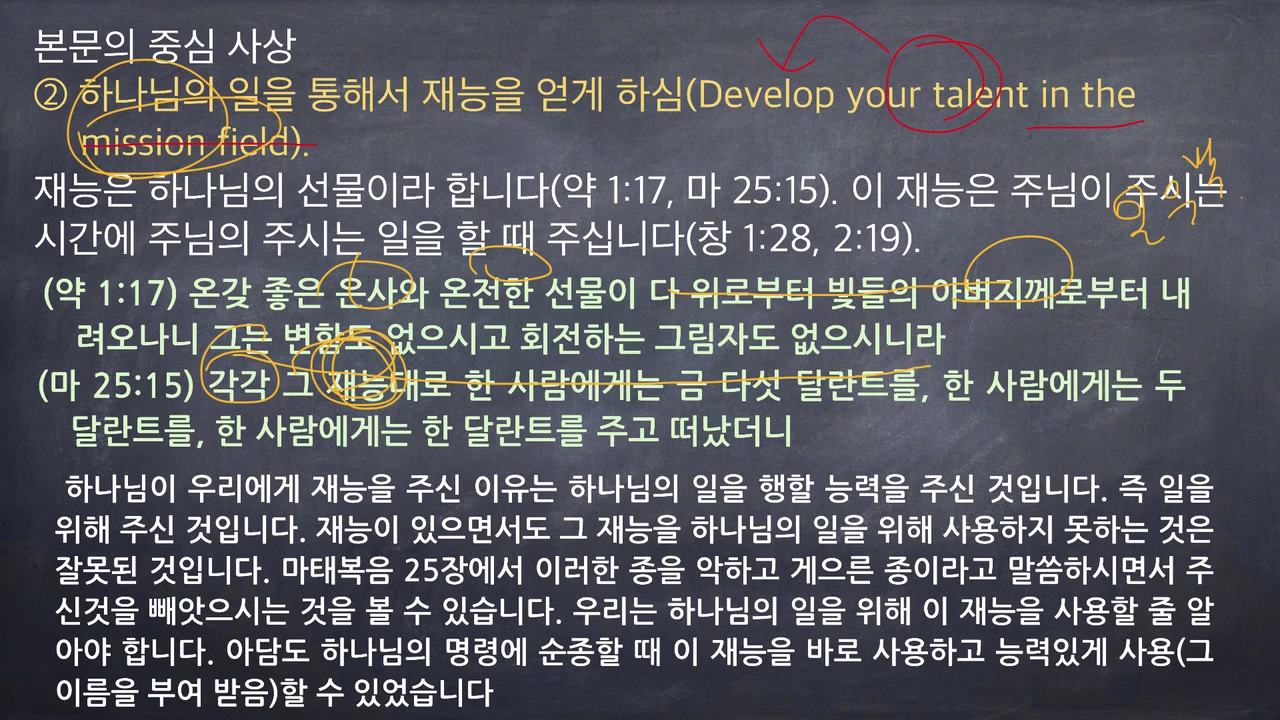 본문의 중심 사상
② 하나님의 일을 통해서 재능을 얻게 하심(Develop your talent in the
mission field).
재능은 하나님의 선물이라 합니다(약 1:17, 마 25:15). 이 재능은 주님이 주시는
시간에 주님의 주시는 일을 할 때 주십니다(창 1:28, 2:19).
(약 1:17) 온갖 좋은 은사와 온전한 선물이 다 위로부터 빛들의 아버지께로부터 내
려오나니 그는 변함도 없으시고 회전하는 그림자도 없으시니라
(마 25:15) 각각 그 재능대로 한 사람에게는 금 다섯 달란트를, 한 사람에게는 두
달란트를, 한 사람에게는 한 달란트를 주고 떠났더니
하나님이 우리에게 재능을 주신 이유는 하나님의 일을 행할 능력을 주신 것입니다. 즉 일을
위해 주신 것입니다. 재능이 있으면서도 그 재능을 하나님의 일을 위해 사용하지 못하는 것은
잘못된 것입니다. 마태복음 25장에서 이러한 종을 악하고 게으른 종이라고 말씀하시면서 주
신것을 빼앗으시는 것을 볼 수 있습니다. 우리는 하나님의 일을 위해 이 재능을 사용할 줄 알
아야 합니다. 아담도 하나님의 명령에 순종할 때 이 재능을 바로 사용하고 능력있게 사용(그
이름을 부여 받음)할 수 있었습니다